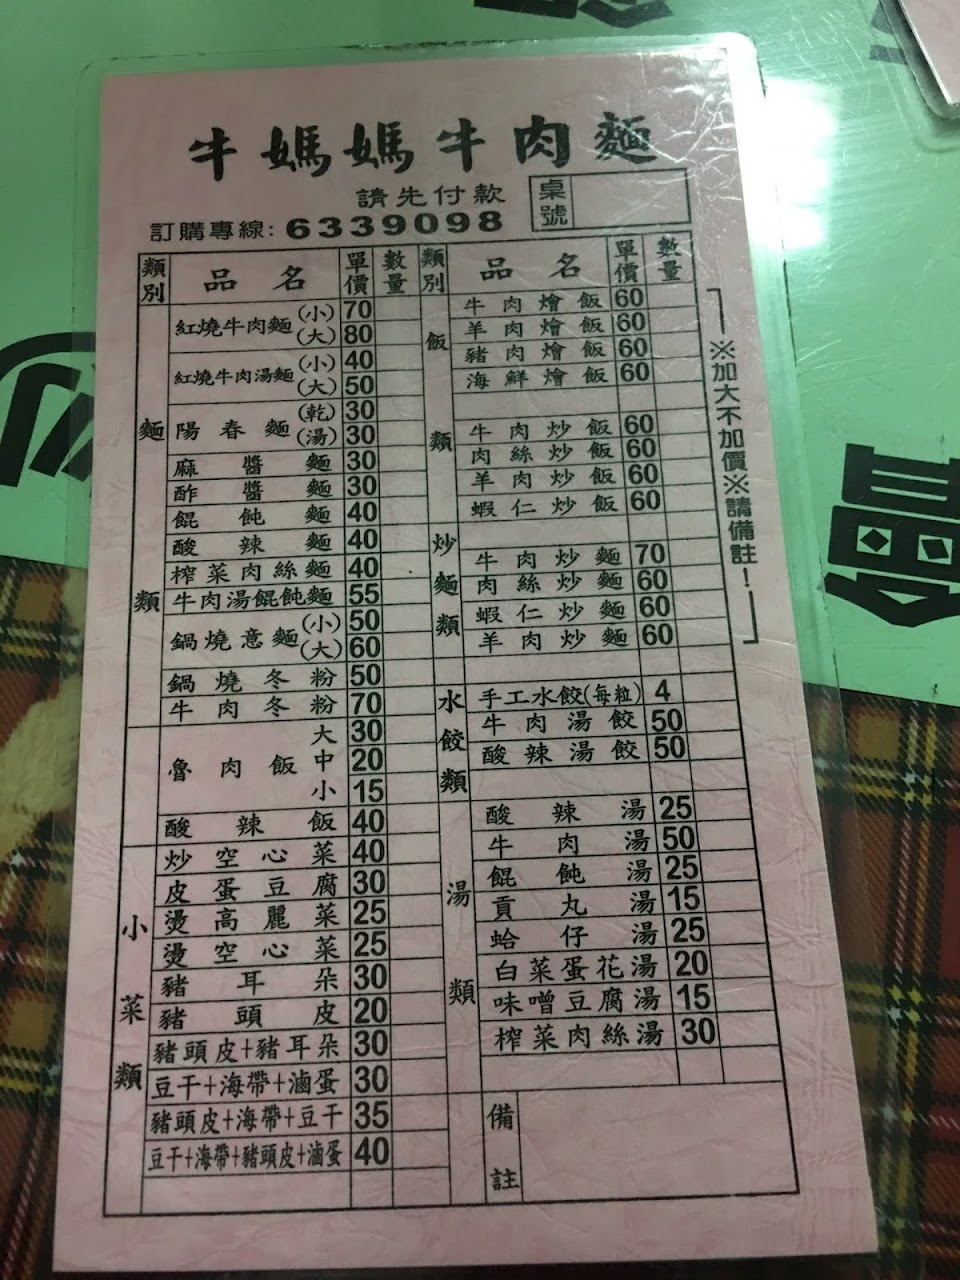 牛媽媽牛肉麵
請先付款
訂購專線: 6339098
桌號
類別 品名 單價 數量
麵類
紅燒牛肉麵 (小) 70
(大) 80
紅燒牛肉湯麵 (小) 40
(大) 50
陽春麵 (乾) 30
(湯) 30
麻醬麵 30
酢醬麵 30
餛飩麵 40
酸辣麵 40
榨菜肉絲麵 40
牛肉湯餛飩麵 55
鍋燒意麵 (小) 50
(大) 60
鍋燒冬粉 50
牛肉冬粉 70
魯肉飯 大 30
中 20
小 15
酸辣飯 40
小菜類
炒空心菜 40
皮蛋豆腐 30
燙高麗菜 25
燙空心菜 25
豬耳朵 30
豬頭皮 20
豬頭皮+豬耳朵 30
豆干+海帶+滷蛋 30
豬頭皮+海帶+豆干 35
豆干+海帶+豬頭皮+滷蛋 40
類別 品名 單價 數量
飯類
牛肉燴飯 60
羊肉燴飯 60
豬肉燴飯 60
海鮮燴飯 60
牛肉炒飯 60
肉絲炒飯 60
羊肉炒飯 60
蝦仁炒飯 60
炒麵類
牛肉炒麵 70
肉絲炒麵 60
蝦仁炒麵 60
羊肉炒麵 60
水餃類
手工水餃(每粒) 4
牛肉湯餃 50
酸辣湯餃 50
湯類
酸辣湯 25
牛肉湯 50
餛飩湯 25
貢丸湯 15
蛤仔湯 25
白菜蛋花湯 20
味噌豆腐湯 15
榨菜肉絲湯 30
備註
※加大不加價※請備註!